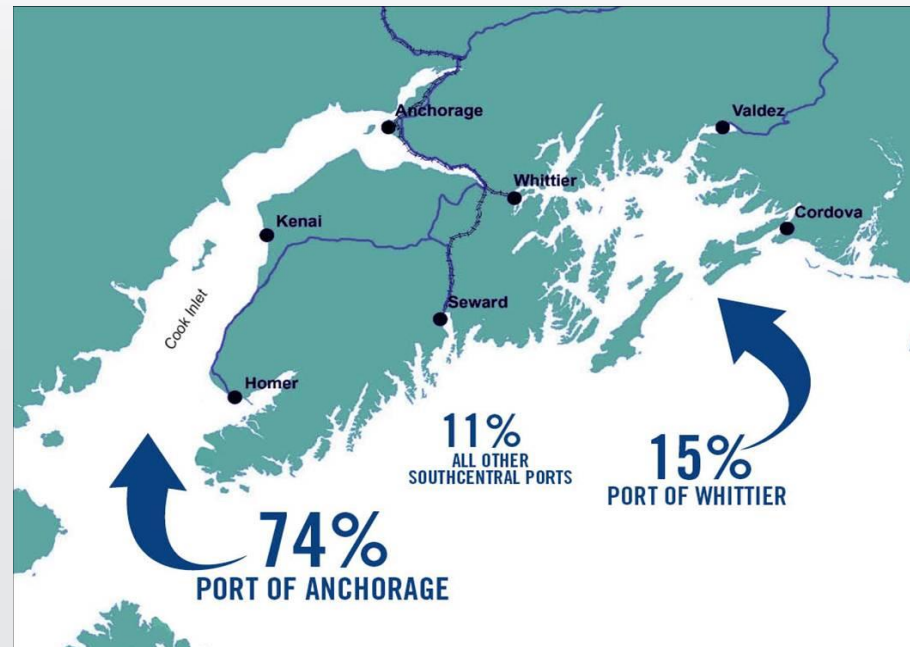 Anchorage
Valdez
Whittier
Cordova
Kenai
Cook Inlet
Seward
Homer
11%
ALL OTHER
SOUTHCENTRAL PORTS
15%
PORT OF WHITTIER
74%
PORT OF ANCHORAGE